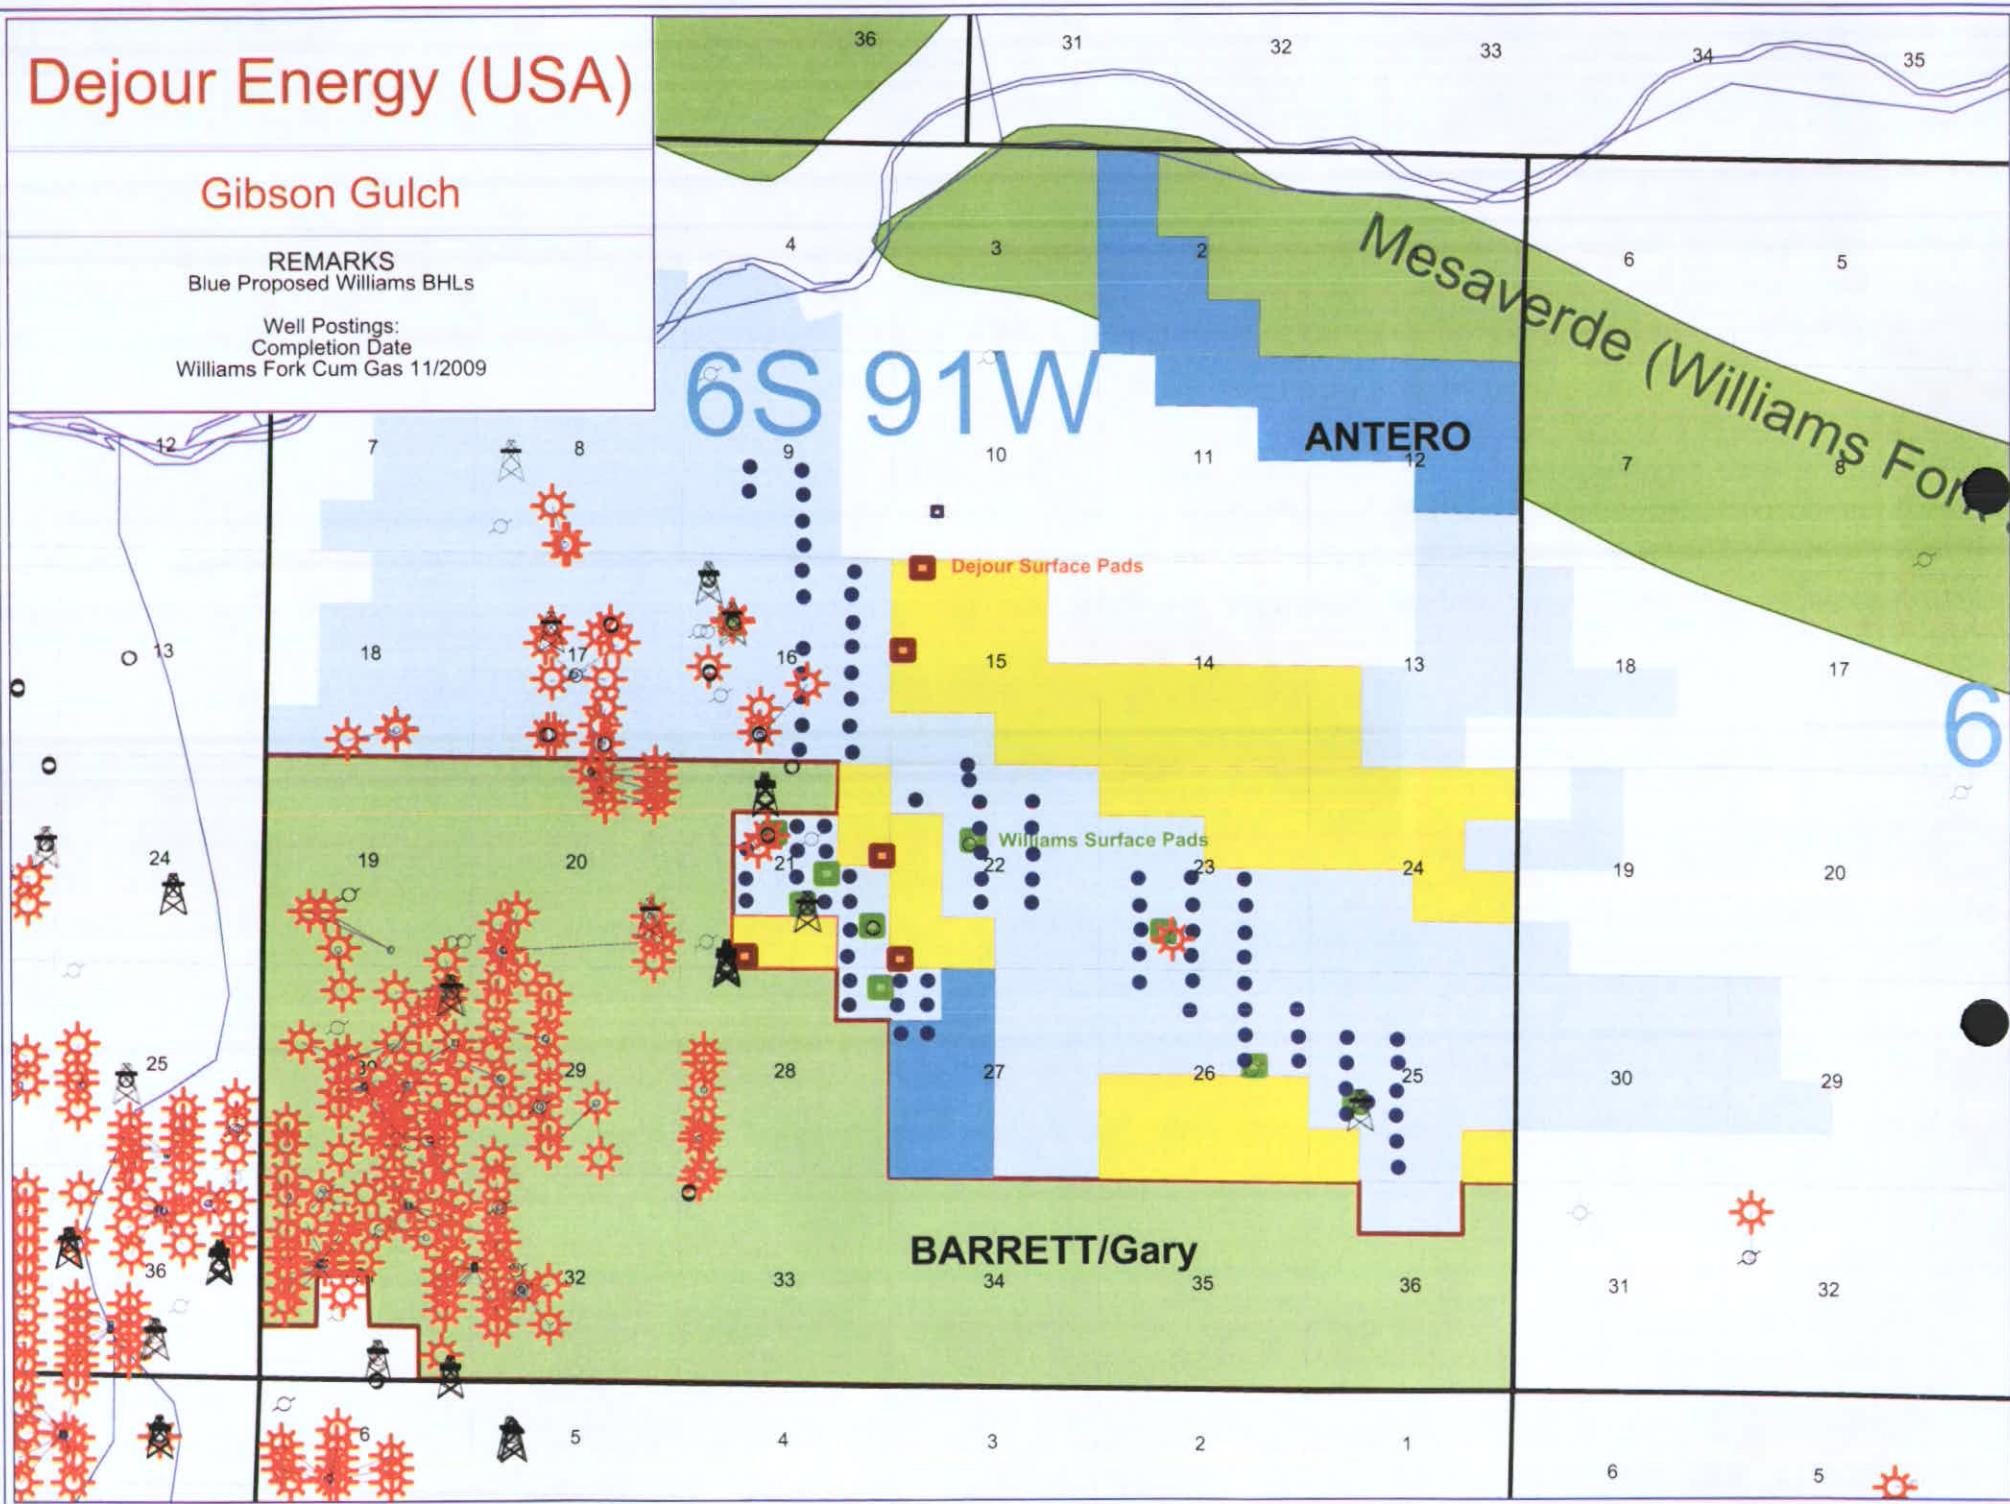 Dejour Energy (USA)
Gibson Gulch
REMARKS
Blue Proposed Williams BHLs
Well Postings:
Completion Date
Williams Fork Cum Gas 11/2009
36 31 32 33 34 35
4 3 2 6 5
Mesaverde (Williams Fork
6S 91W
ANTERO
12 7 8 9 10 11 12 7 8
Dejour Surface Pads
13 18 17 16 15 14 13 18 17
6
Williams Surface Pads
24 19 20 21 22 23 24 19 20
25 30 29 28 27 26 25 30 29
BARRETT/Gary
36 32 33 34 35 36 31 32
6 5 4 3 2 1 6 5